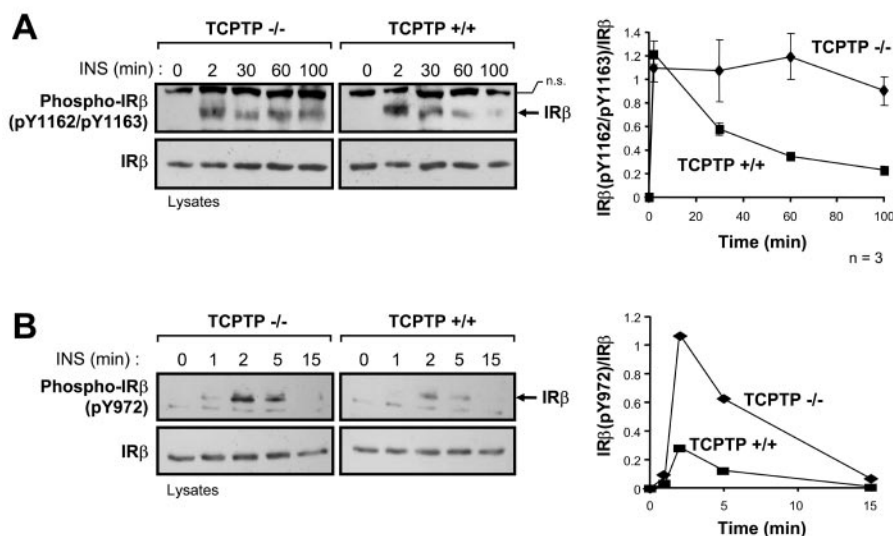 A
TCPTP -/-
TCPTP +/+
INS (min) : 0 2 30 60 100 0 2 30 60 100
n.s.
Phospho-IRβ
(pY1162/pY1163)
IRβ
IRβ
Lysates
IRβ(pY1162/pY1163)/IRβ
1.4
1.2
1
0.8
0.6
0.4
0.2
0
TCPTP -/-
TCPTP +/+
0 20 40 60 80 100
Time (min)
n = 3
B
TCPTP -/-
TCPTP +/+
INS (min) : 0 1 2 5 15 0 1 2 5 15
Phospho-IRβ
(pY972)
IRβ
IRβ
Lysates
IRβ(pY972)/IRβ
1.2
1
0.8
0.6
0.4
0.2
0
TCPTP -/-
TCPTP +/+
0 5 10 15
Time (min)